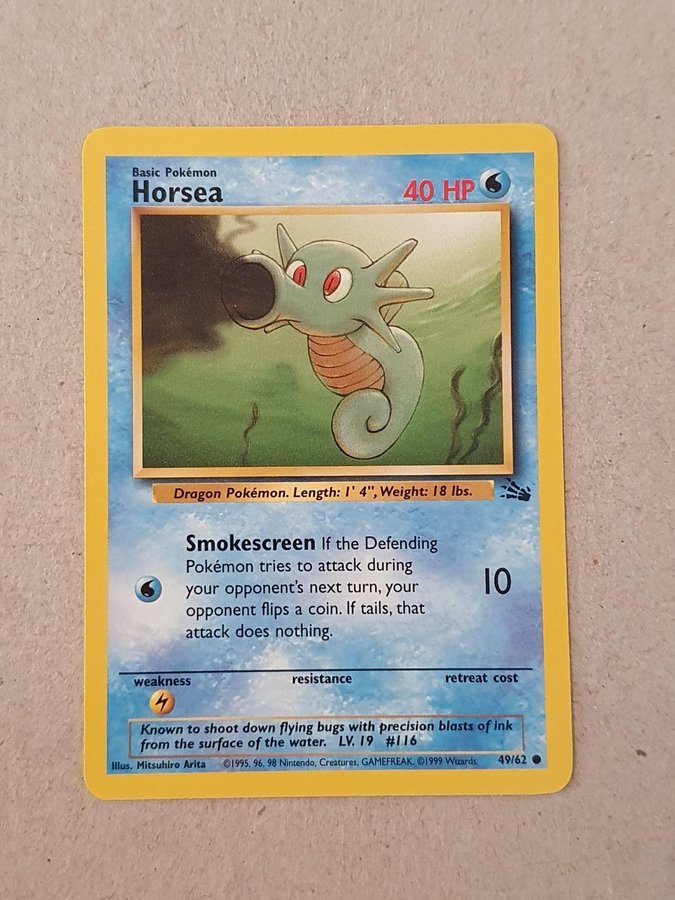 Basic Pokémon
Horsea 40 HP
Dragon Pokémon. Length: 1' 4", Weight: 18 lbs.
Smokescreen If the Defending
Pokémon tries to attack during
your opponent's next turn, your
opponent flips a coin. If tails, that
attack does nothing.
10
weakness resistance retreat cost
Known to shoot down flying bugs with precision blasts of ink
from the surface of the water. LV. 19 #116
Illus. Mitsuhiro Arita ©1995, 96, 98 Nintendo, Creatures, GAMEFREAK. ©1999 Wizards. 49/62